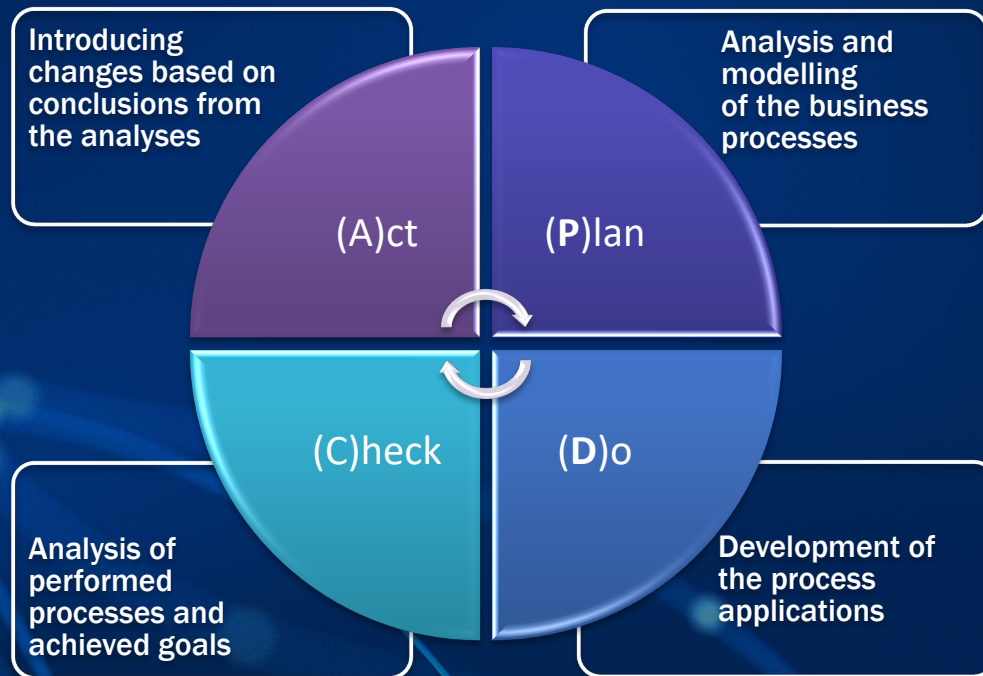 Introducing
changes based on
conclusions from
the analyses
Analysis and
modelling
of the business
processes
(A)ct
(P)lan
(C)heck
(D)o
Analysis of
performed
processes and
achieved goals
Development of
the process
applications